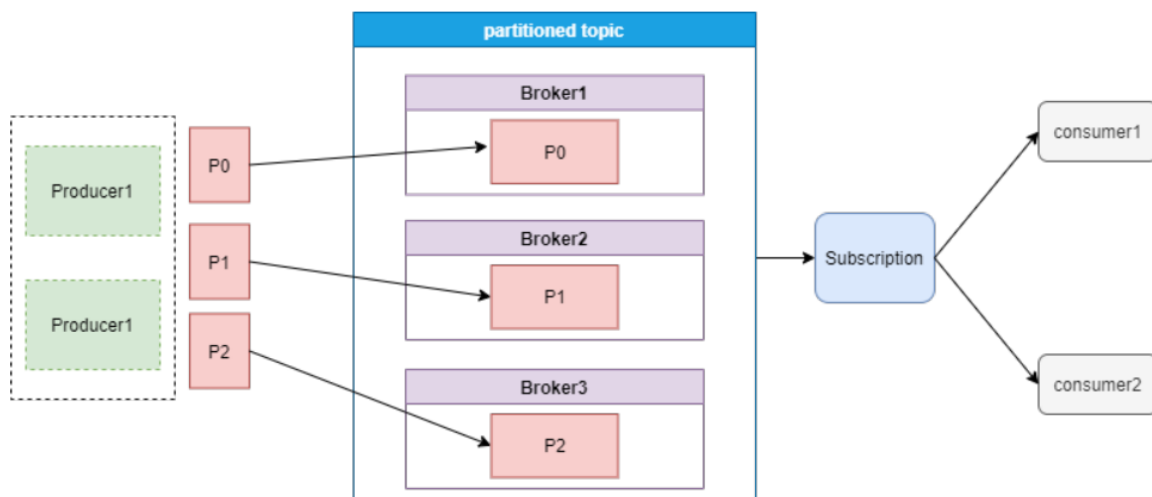 partitioned topic
Broker1
P0
P0
Producer1
consumer1
P1
Broker2
P1
Subscription
Producer1
P2
Broker3
P2
consumer2